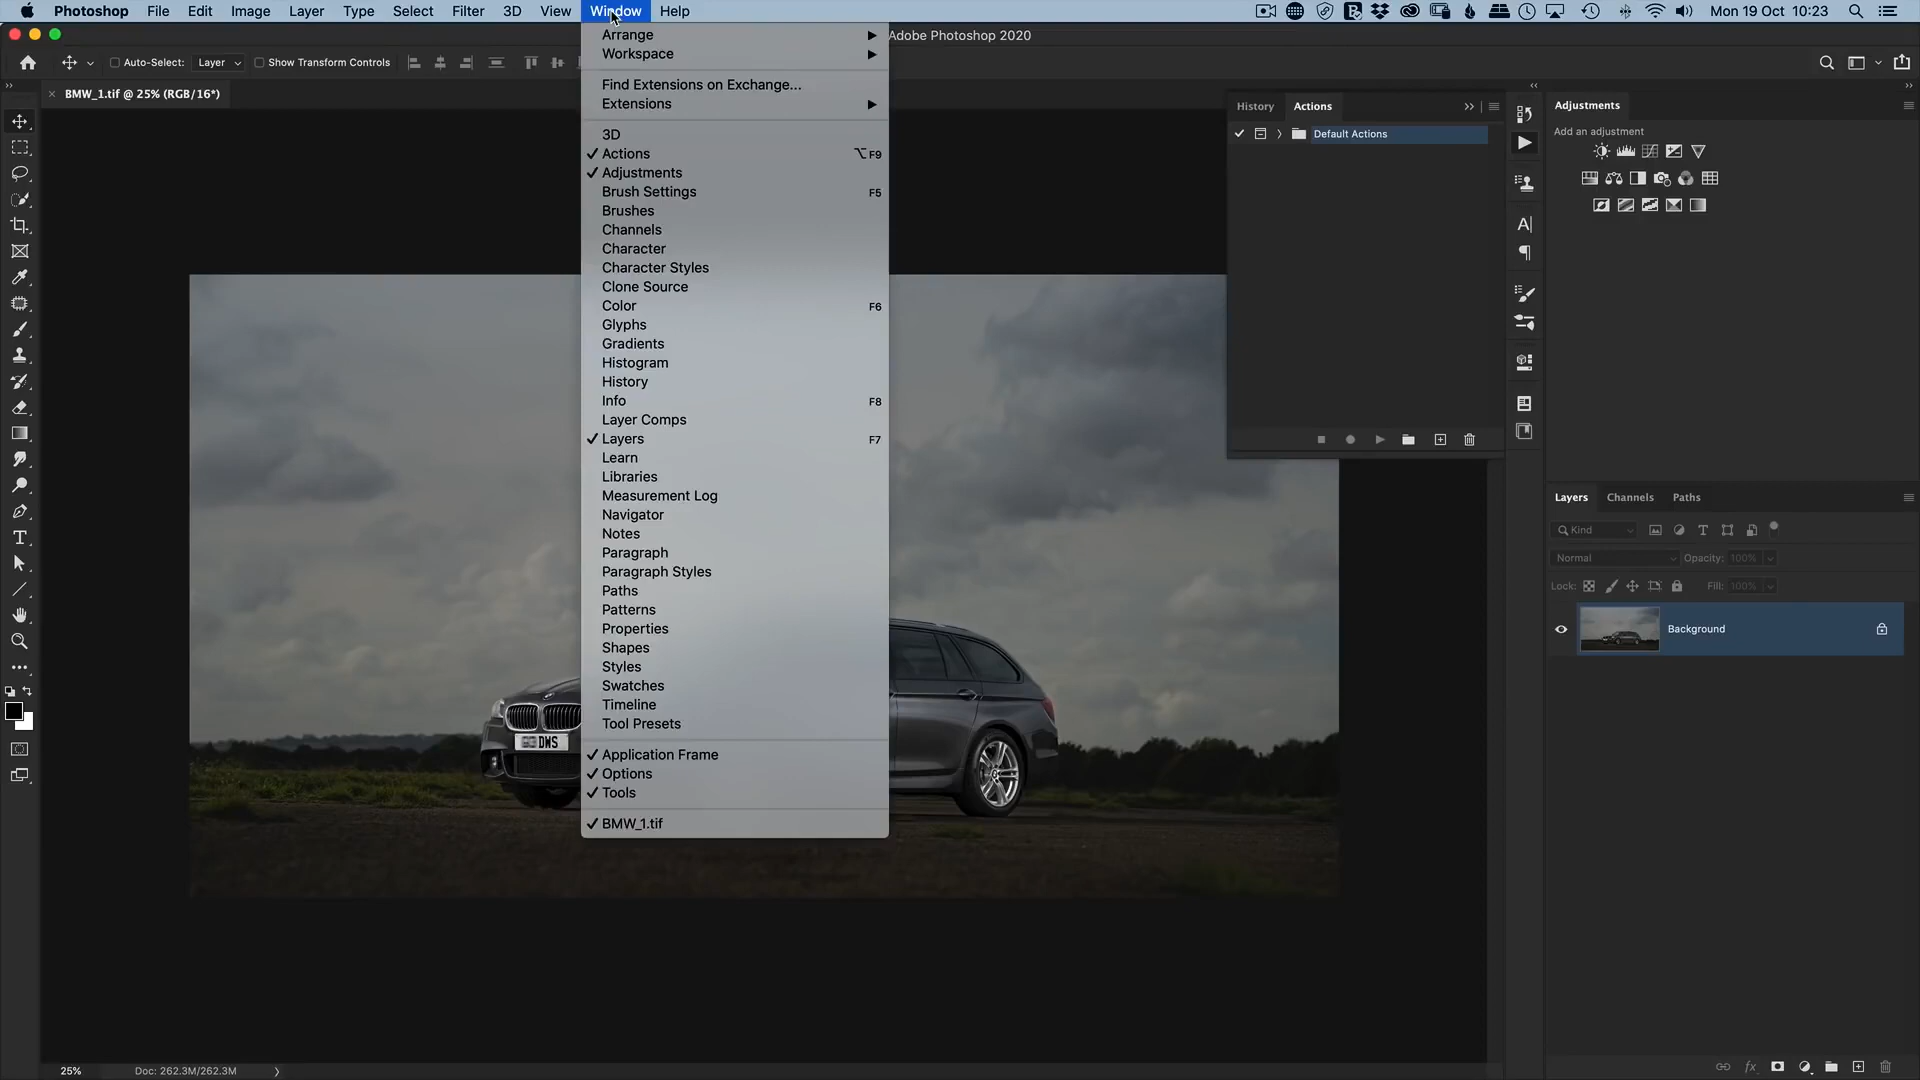 Photoshop File Edit Image Layer Type Select Filter 3D View Window Help Mon 19 Oct 10:23
Adobe Photoshop 2020
Auto-Select: Layer Show Transform Controls
BMW_1.tif @ 25% (RGB/16*)
Arrange
Workspace
Find Extensions on Exchange...
Extensions
3D
Actions ⌥F9
Adjustments
Brush Settings F5
Brushes
Channels
Character
Character Styles
Clone Source
Color F6
Glyphs
Gradients
Histogram
History
Info F8
Layer Comps
Layers F7
Learn
Libraries
Measurement Log
Navigator
Notes
Paragraph
Paragraph Styles
Paths
Patterns
Properties
Shapes
Styles
Swatches
Timeline
Tool Presets
Application Frame
Options
Tools
BMW_1.tif
History Actions
Default Actions
Adjustments
Add an adjustment
Layers Channels Paths
Kind
Normal Opacity: 100%
Lock: Fill: 100%
Background
DWS
25% Doc: 262.3M/262.3M